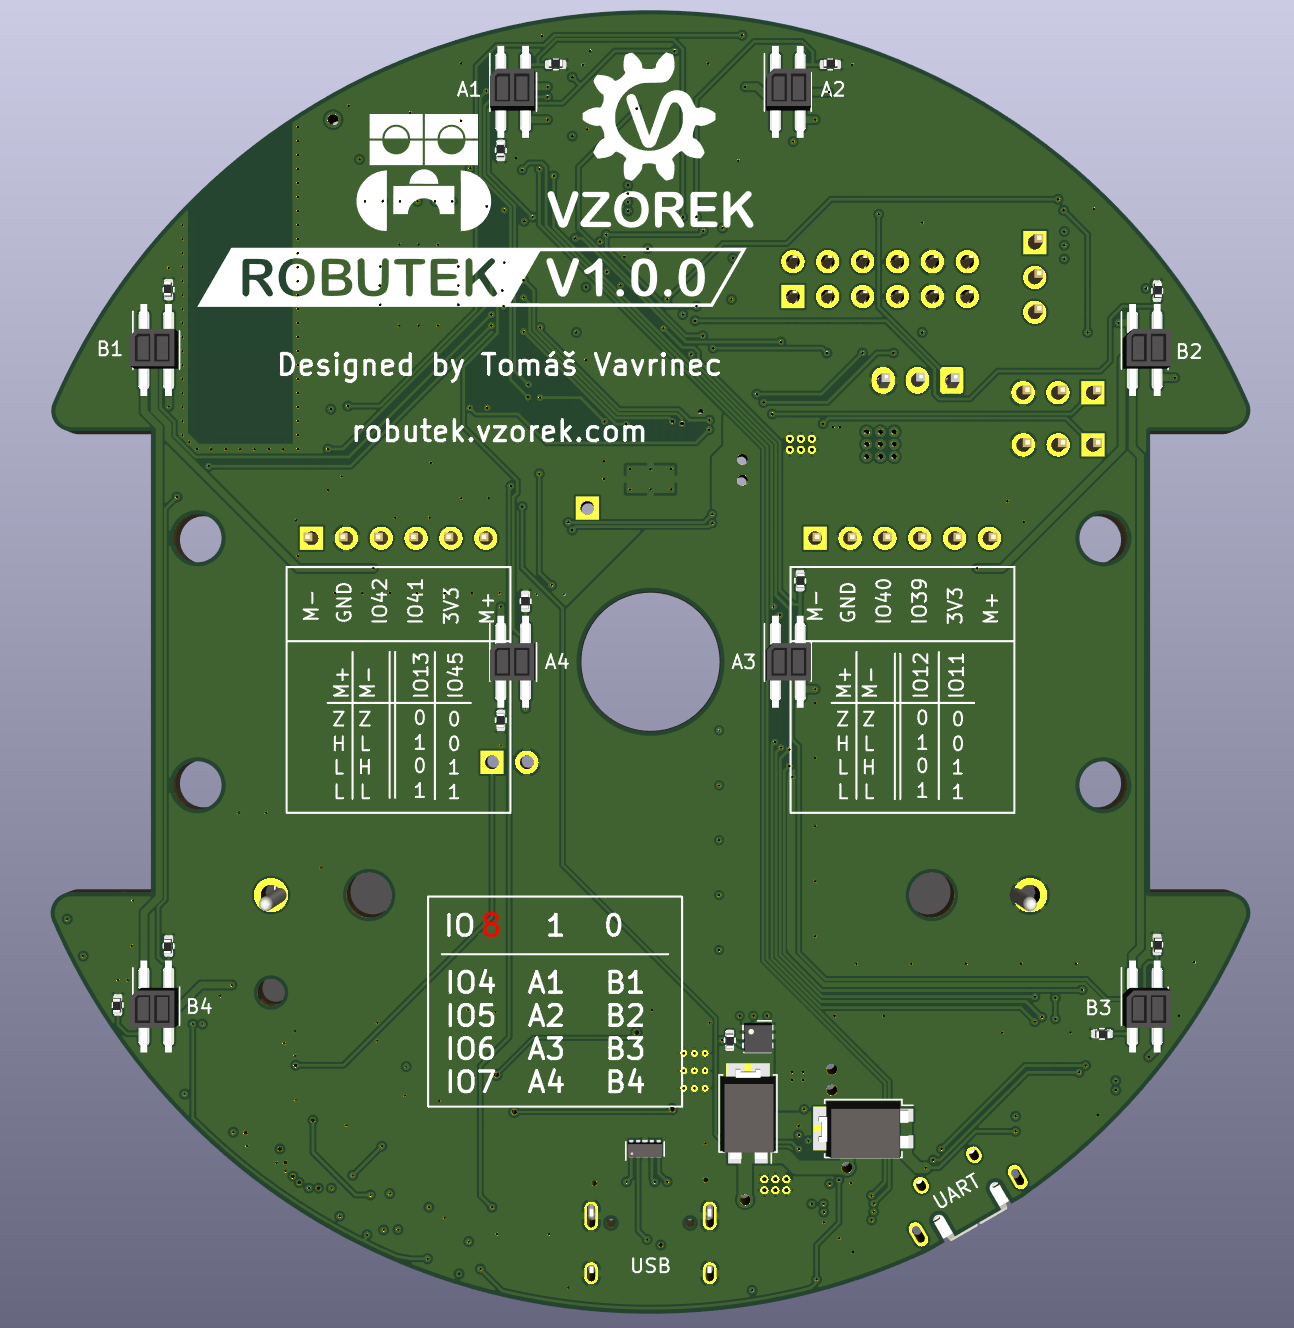 A1
A2
VZOREK
ROBUTEK V1.0.0
B1
B2
Designed by Tomáš Vavrinec
robutek.vzorek.com
M- GND IO42 IO41 3V3 M+
M- GND IO40 IO39 3V3 M+
A4
A3
M+ M- IO13 IO45
Z Z 0 0
H L 1 0
L H 0 1
L L 1 1
M+ M- IO12 IO11
Z Z 0 0
H L 1 0
L H 0 1
L L 1 1
IO8 1 0
IO4 A1 B1
IO5 A2 B2
IO6 A3 B3
IO7 A4 B4
B4
B3
UART
USB